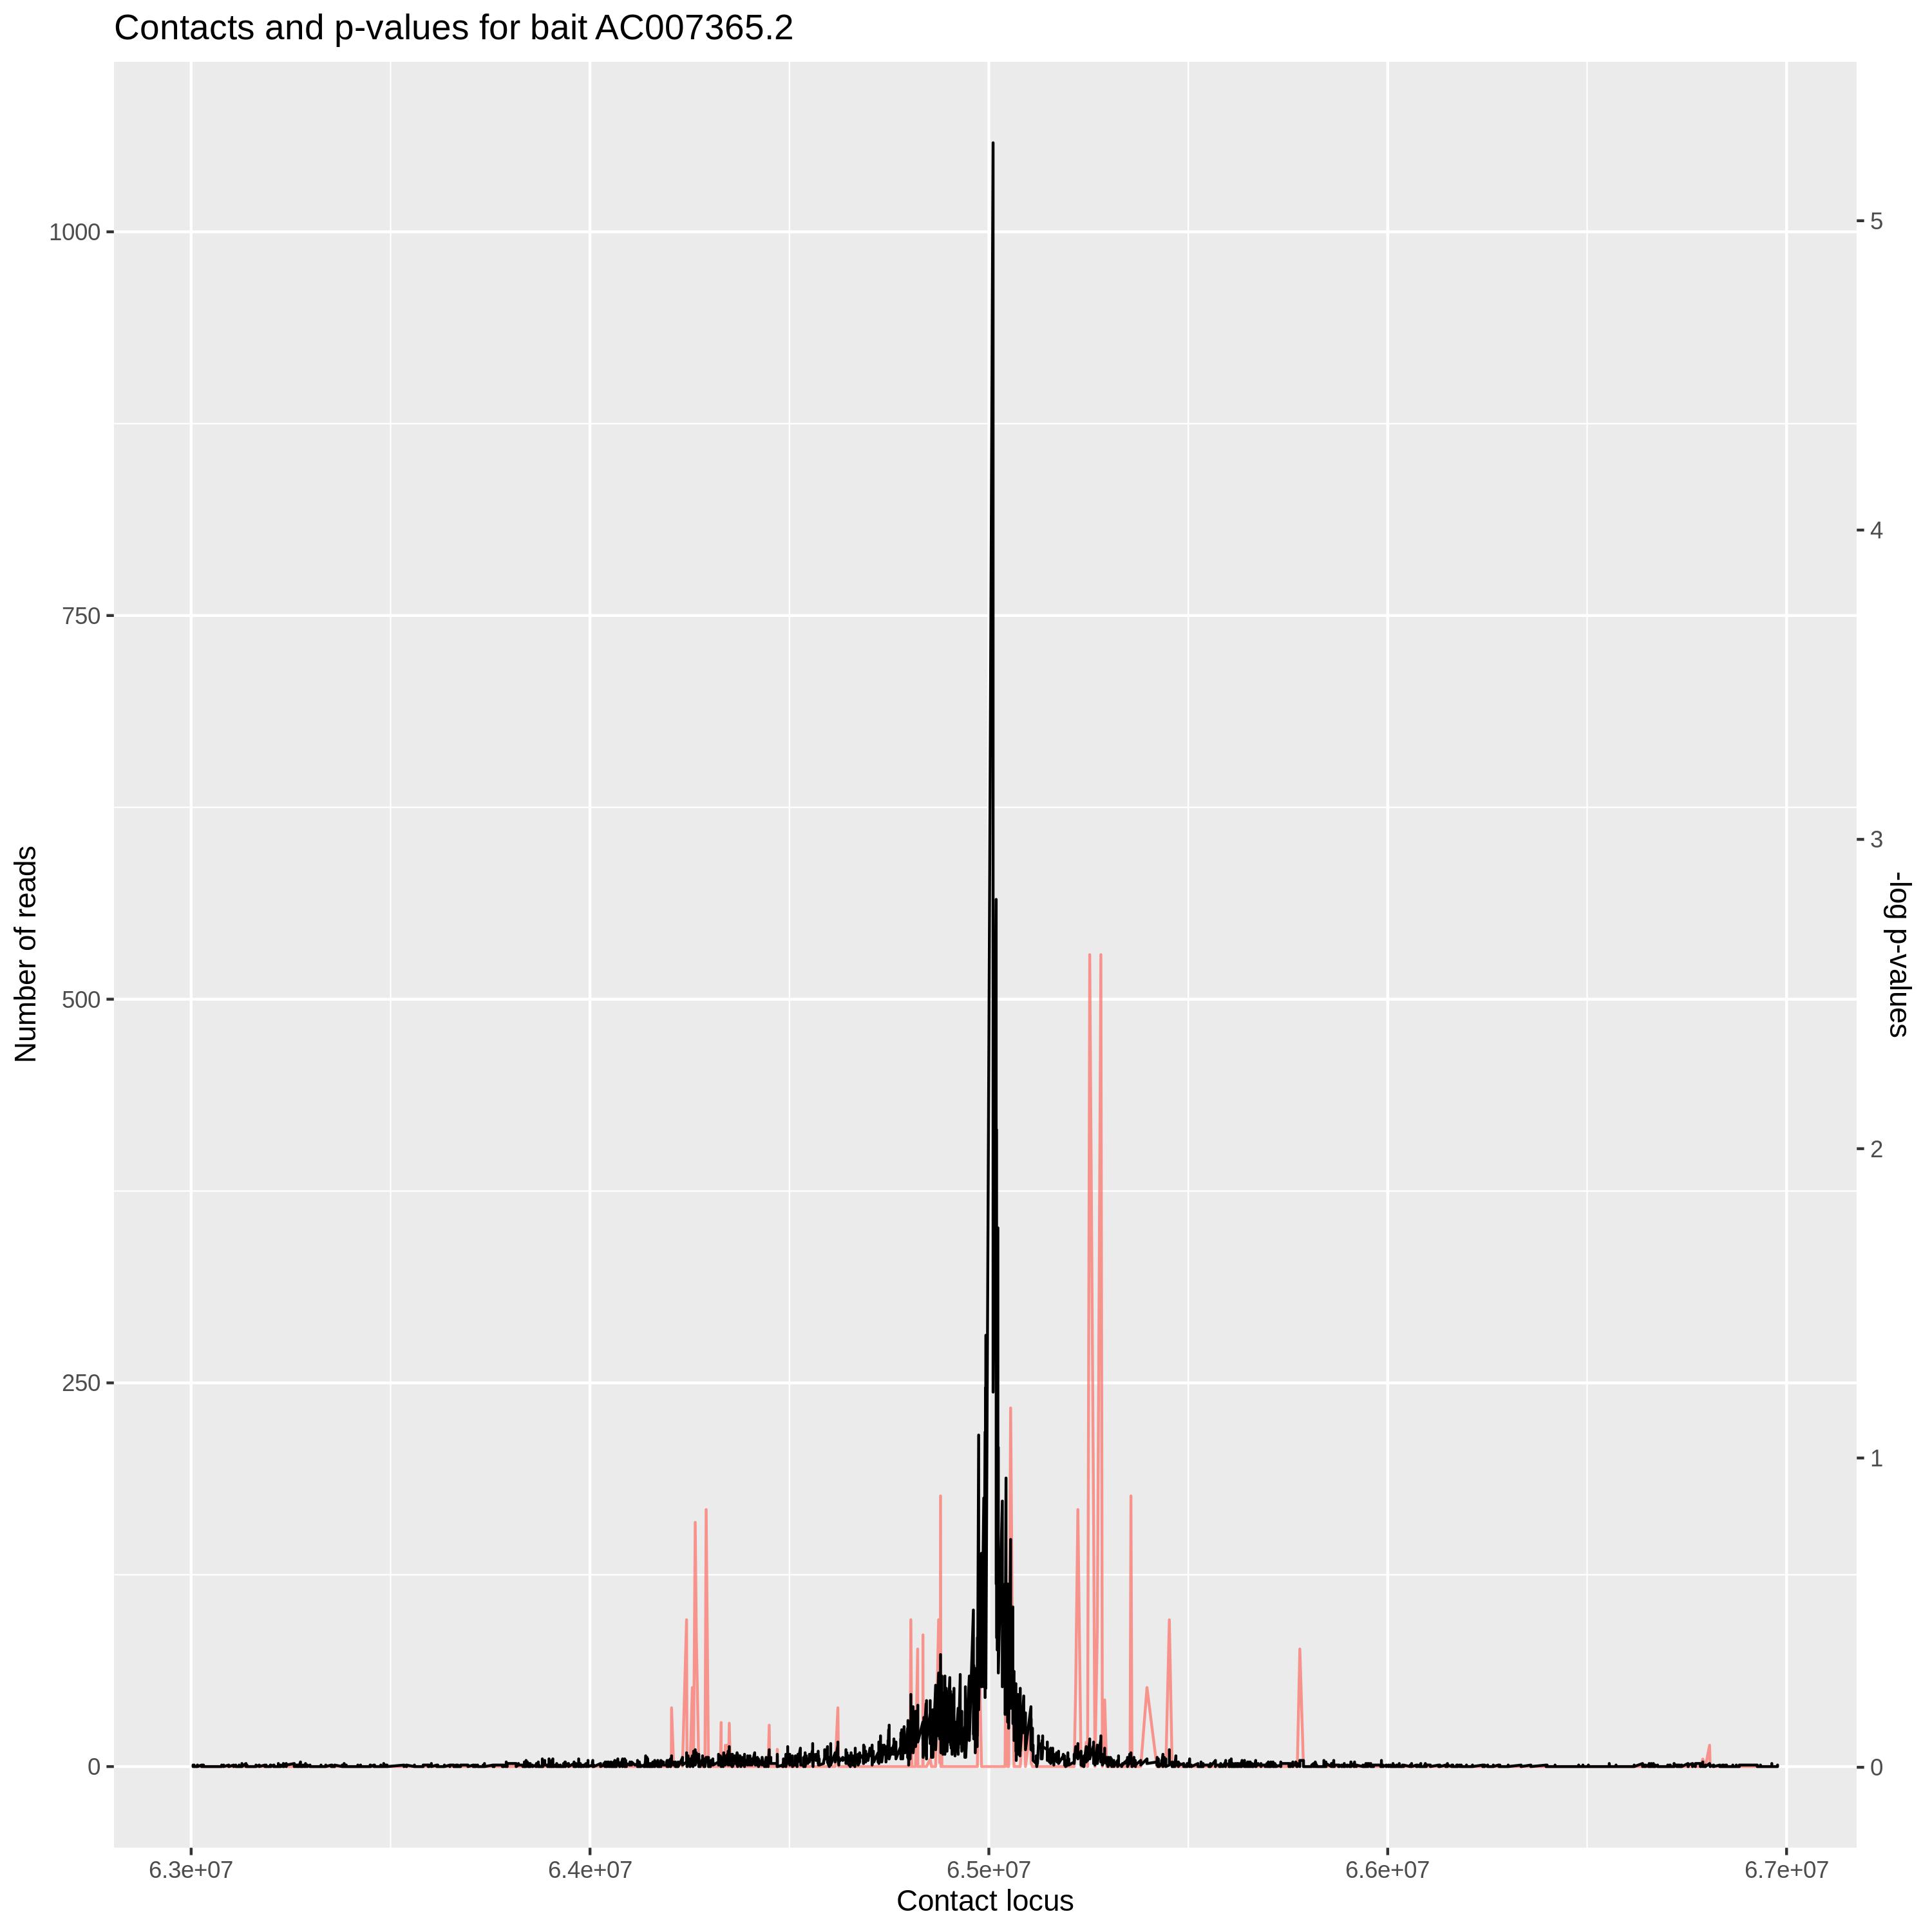 Contacts and p-values for bait AC007365.2
1000
750
500
250
0
Number of reads
5
4
3
2
1
0
-log p-values
6.3e+07
6.4e+07
6.5e+07
6.6e+07
6.7e+07
Contact locus